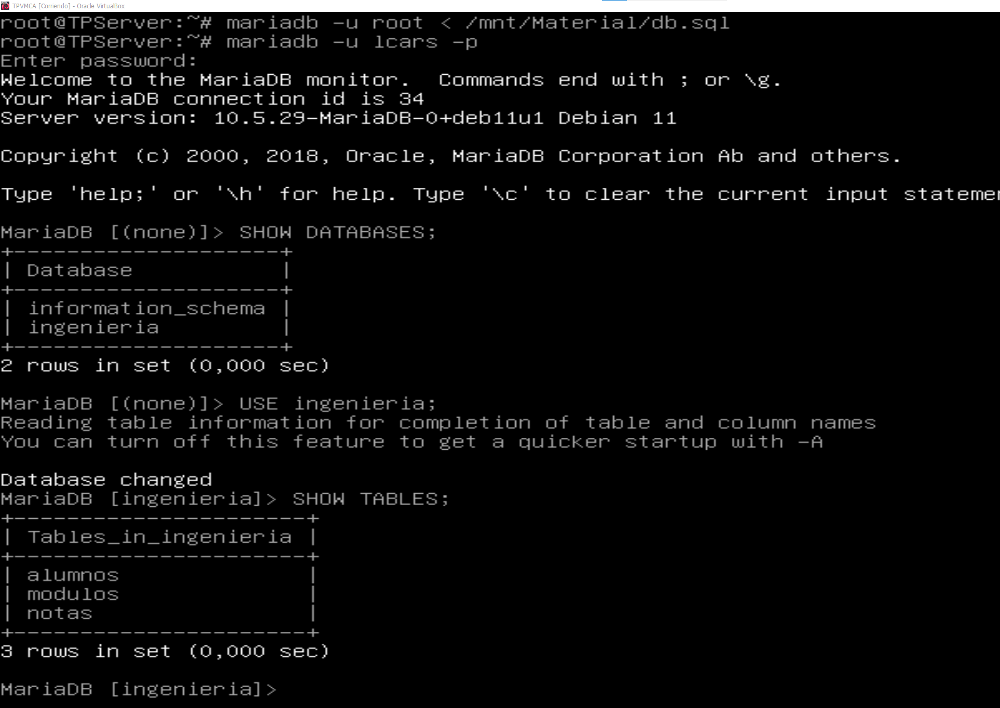 TPVMCA [Corriendo] - Oracle VirtualBox
root@TPServer:~# mariadb -u root < /mnt/Material/db.sql
root@TPServer:~# mariadb -u lcars -p
Enter password:
Welcome to the MariaDB monitor.  Commands end with ; or \g.
Your MariaDB connection id is 34
Server version: 10.5.29-MariaDB-0+deb11u1 Debian 11
Copyright (c) 2000, 2018, Oracle, MariaDB Corporation Ab and others.
Type 'help;' or '\h' for help. Type '\c' to clear the current input statemen
MariaDB [(none)]> SHOW DATABASES;
+--------------------+
| Database           |
+--------------------+
| information_schema |
| ingenieria         |
+--------------------+
2 rows in set (0,000 sec)
MariaDB [(none)]> USE ingenieria;
Reading table information for completion of table and column names
You can turn off this feature to get a quicker startup with -A
Database changed
MariaDB [ingenieria]> SHOW TABLES;
+----------------------+
| Tables_in_ingenieria |
+----------------------+
| alumnos              |
| modulos              |
| notas                |
+----------------------+
3 rows in set (0,000 sec)
MariaDB [ingenieria]>